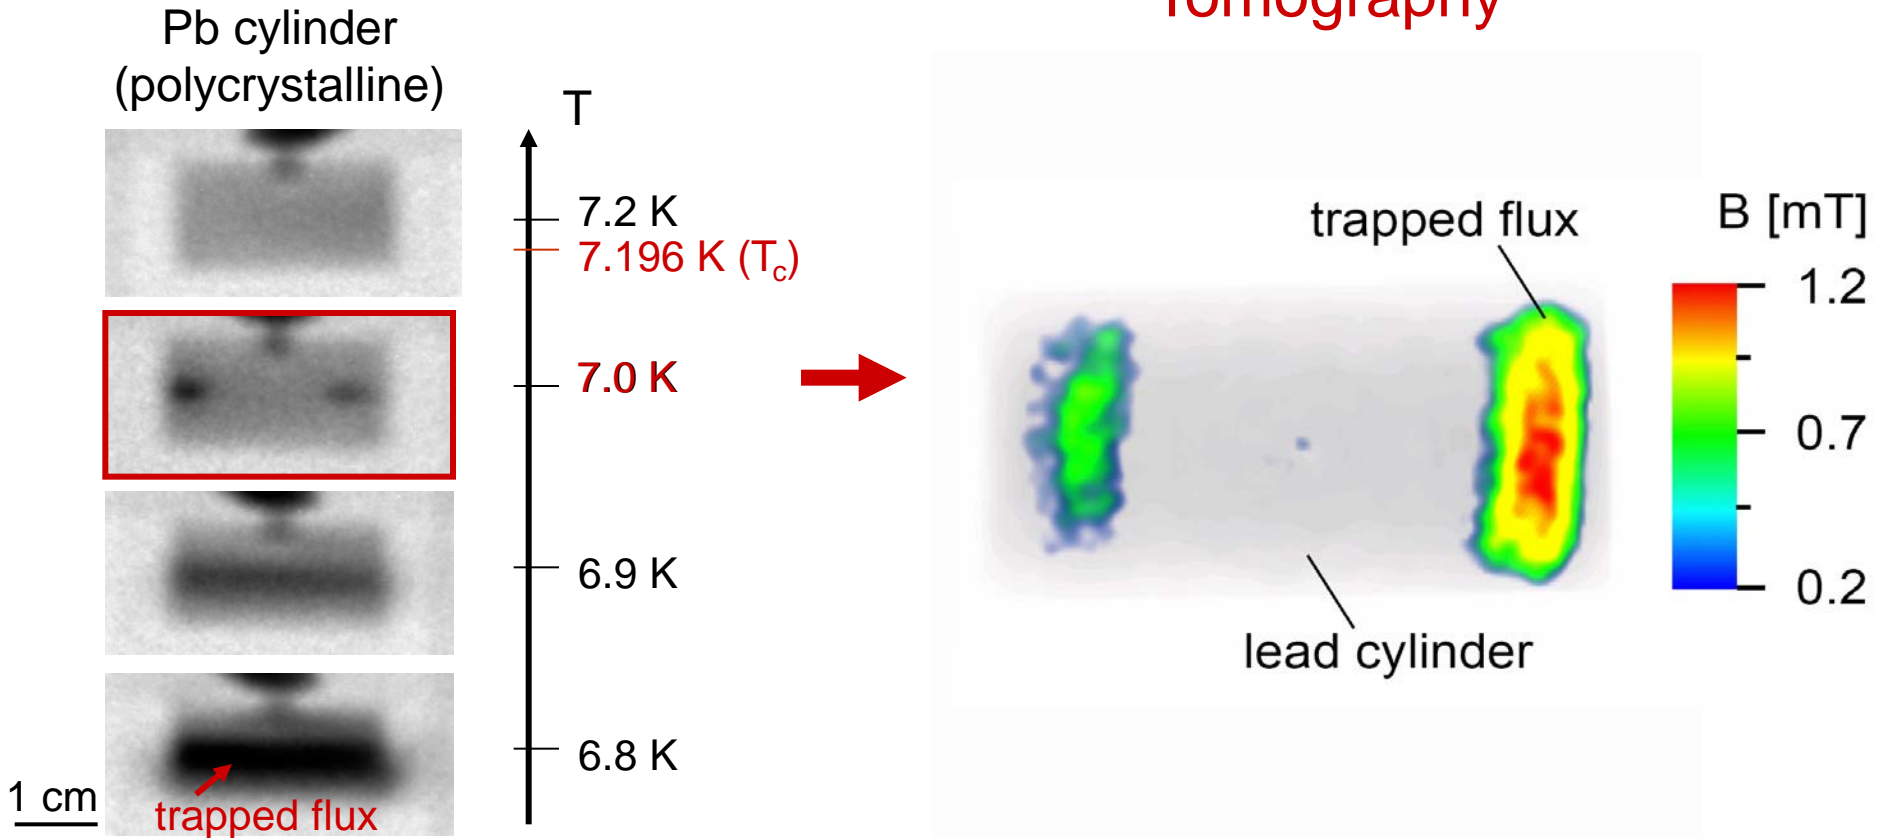 Pb cylinder
(polycrystalline)
Tomography
T
7.2 K
7.196 K (Tc)
7.0 K
6.9 K
6.8 K
1 cm
trapped flux
trapped flux
lead cylinder
B [mT]
1.2
0.7
0.2